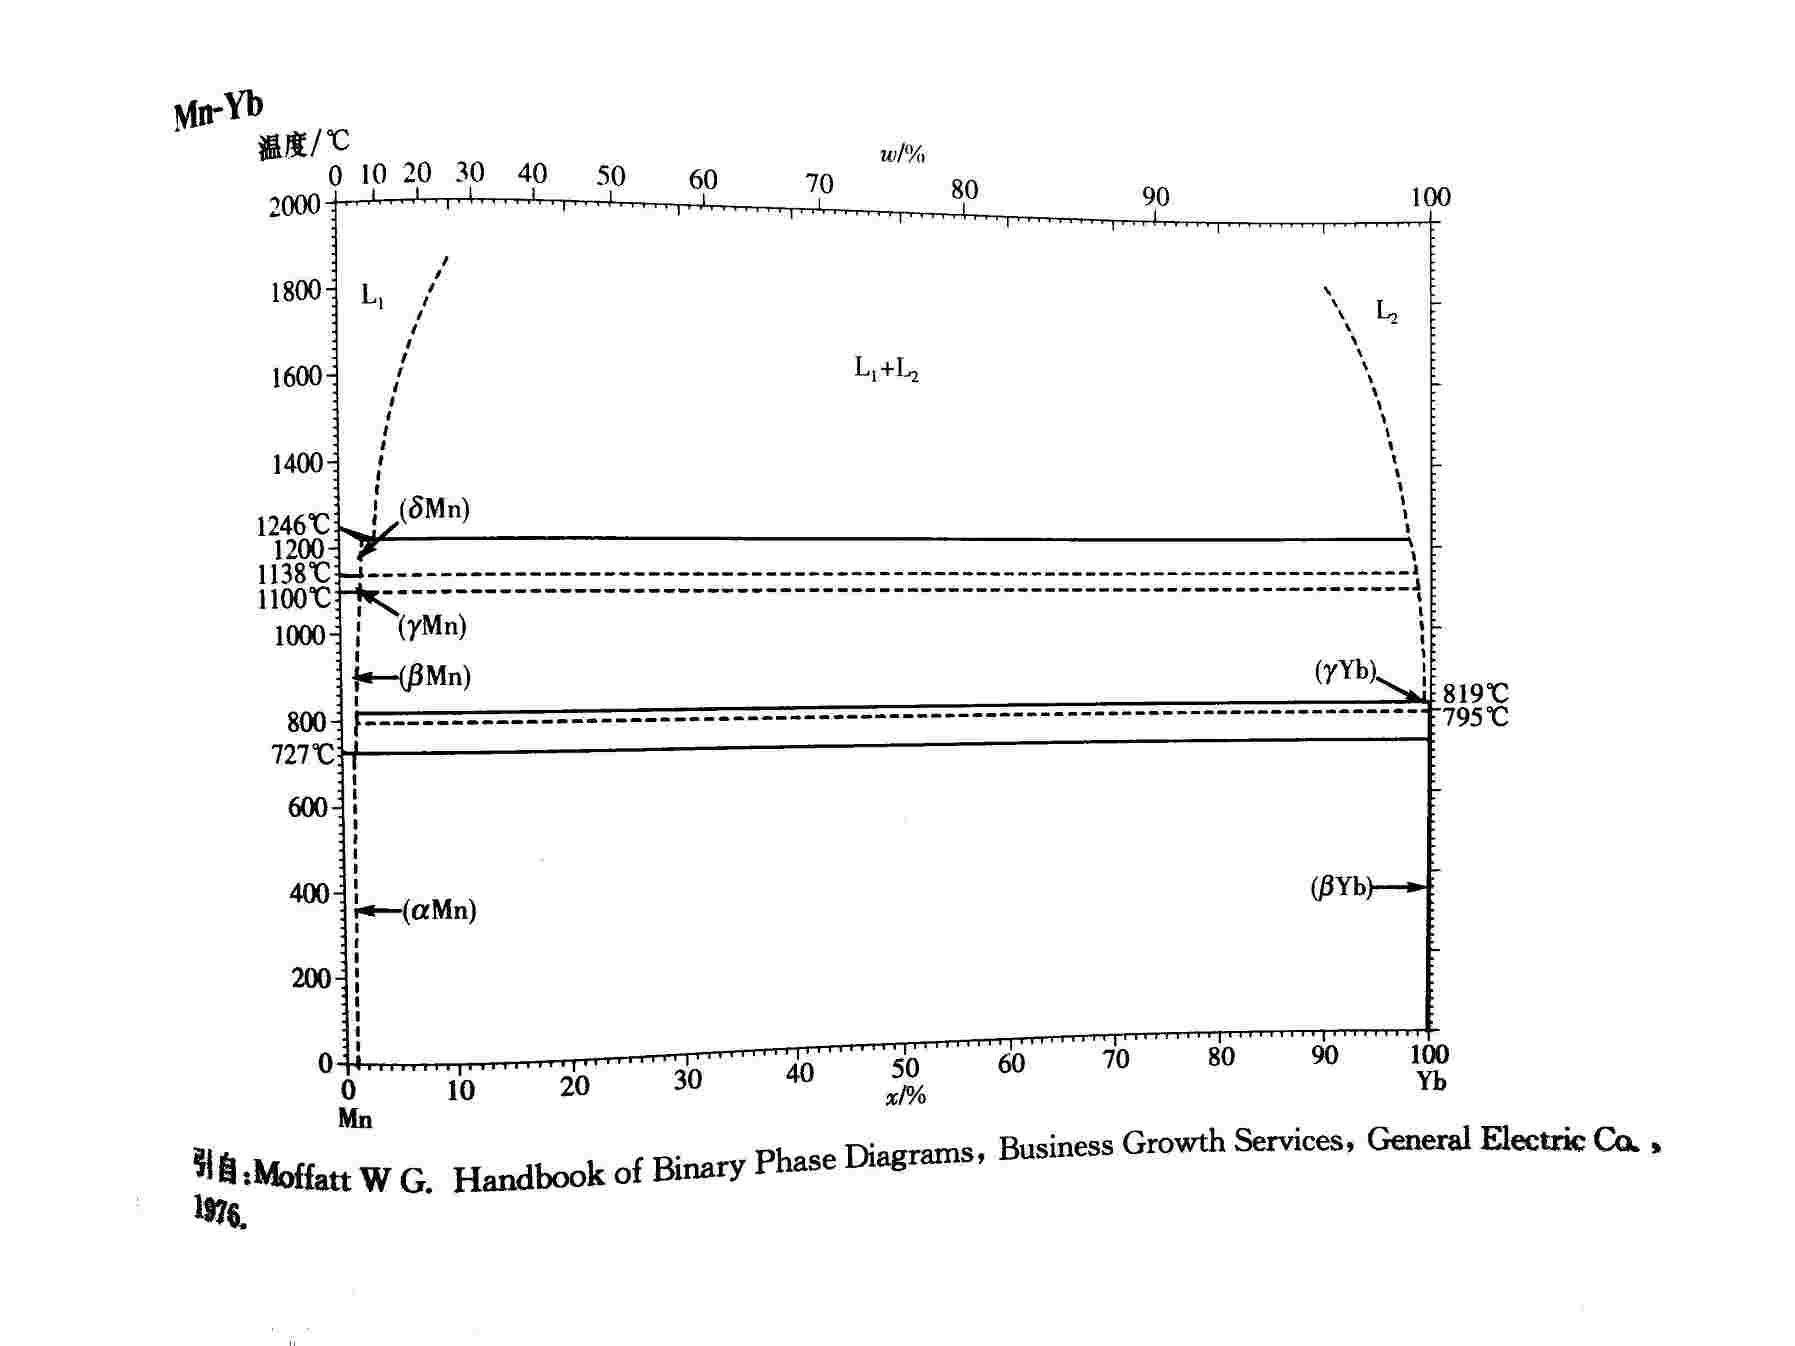 Mn-Yb
温度/℃
w/%
0 10 20 30 40 50 60 70 80 90 100
2000
1800
L₁
L₂
L₁+L₂
1600
1400
(δMn)
1246℃
1200
1138℃
1100℃
(γMn)
1000
(βMn)
(γYb)
819℃
800
795℃
727℃
600
400
(βYb)
(αMn)
200
0
0 10 20 30 40 50 60 70 80 90 100
Mn
x/%
Yb
引自:Moffatt W G. Handbook of Binary Phase Diagrams, Business Growth Services, General Electric Co.,
1976.